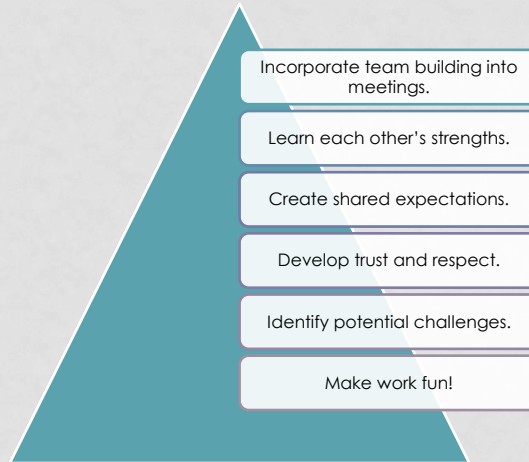 Incorporate team building into
meetings.
Learn each other’s strengths.
Create shared expectations.
Develop trust and respect.
Identify potential challenges.
Make work fun!